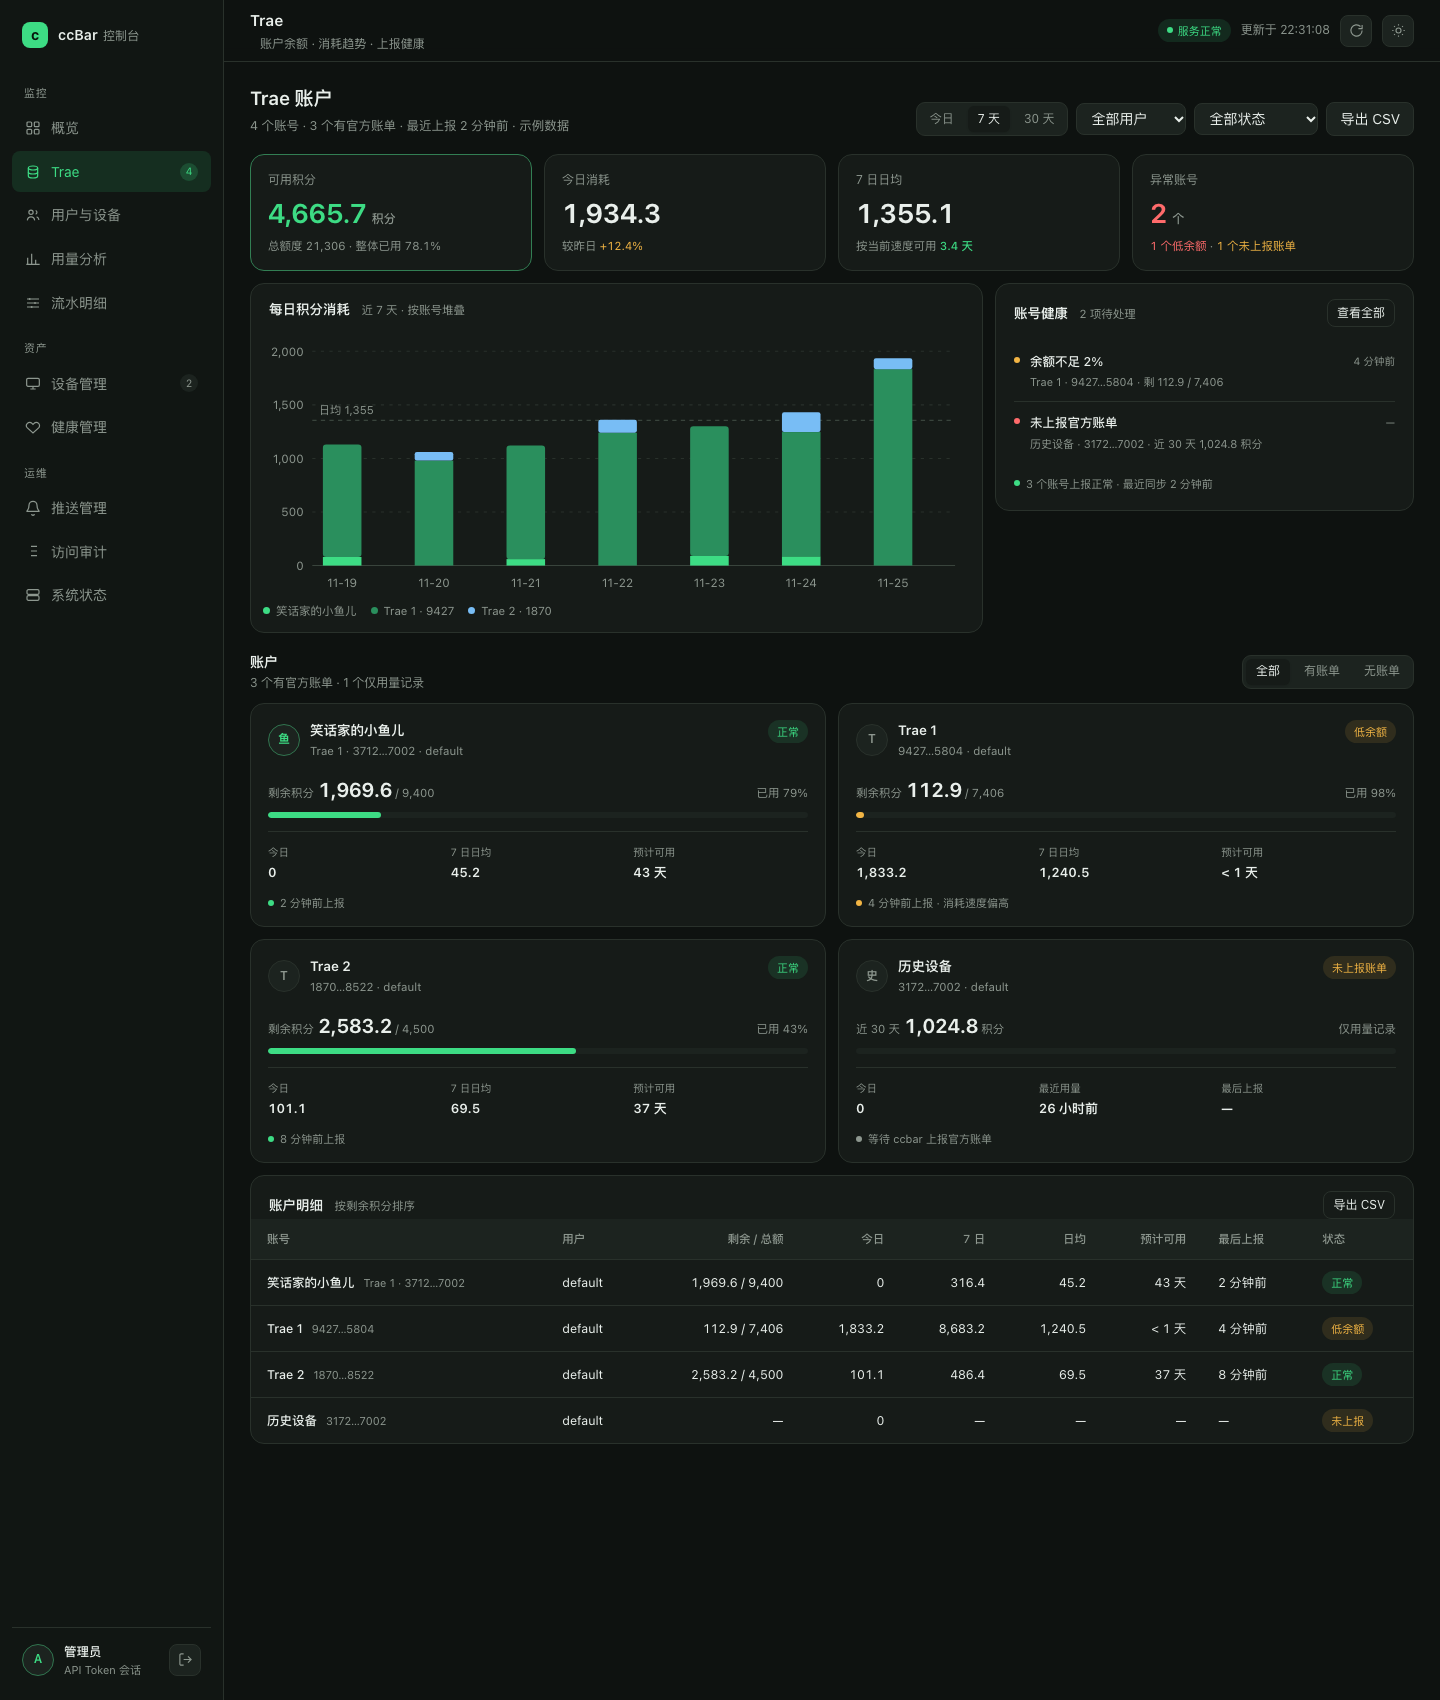 c ccBar 控制台
监控
概览
Trae 4
用户与设备
用量分析
流水明细
资产
设备管理 2
健康管理
运维
推送管理
访问审计
系统状态
A 管理员
API Token 会话
Trae
账户余额 · 消耗趋势 · 上报健康
服务正常 更新于 22:31:08
Trae 账户
4 个账号 · 3 个有官方账单 · 最近上报 2 分钟前 · 示例数据
今日 7 天 30 天 全部用户 全部状态 导出 CSV
可用积分
4,665.7 积分
总额度 21,306 · 整体已用 78.1%
今日消耗
1,934.3
较昨日 +12.4%
7 日日均
1,355.1
按当前速度可用 3.4 天
异常账号
2 个
1 个低余额 · 1 个未上报账单
每日积分消耗 近 7 天 · 按账号堆叠
2,000
1,500
日均 1,355
1,000
500
0
11-19 11-20 11-21 11-22 11-23 11-24 11-25
笑话家的小鱼儿 Trae 1 · 9427 Trae 2 · 1870
账号健康 2 项待处理 查看全部
余额不足 2% 4 分钟前
Trae 1 · 9427…5804 · 剩 112.9 / 7,406
未上报官方账单 —
历史设备 · 3172…7002 · 近 30 天 1,024.8 积分
3 个账号上报正常 · 最近同步 2 分钟前
账户
3 个有官方账单 · 1 个仅用量记录
全部 有账单 无账单
鱼 笑话家的小鱼儿 正常
Trae 1 · 3712…7002 · default
剩余积分 1,969.6 / 9,400 已用 79%
今日 7 日日均 预计可用
0 45.2 43 天
2 分钟前上报
T Trae 1 低余额
9427…5804 · default
剩余积分 112.9 / 7,406 已用 98%
今日 7 日日均 预计可用
1,833.2 1,240.5 < 1 天
4 分钟前上报 · 消耗速度偏高
T Trae 2 正常
1870…8522 · default
剩余积分 2,583.2 / 4,500 已用 43%
今日 7 日日均 预计可用
101.1 69.5 37 天
8 分钟前上报
史 历史设备 未上报账单
3172…7002 · default
近 30 天 1,024.8 积分 仅用量记录
今日 最近用量 最后上报
0 26 小时前 —
等待 ccbar 上报官方账单
账户明细 按剩余积分排序 导出 CSV
账号 用户 剩余 / 总额 今日 7 日 日均 预计可用 最后上报 状态
笑话家的小鱼儿 Trae 1 · 3712…7002 default 1,969.6 / 9,400 0 316.4 45.2 43 天 2 分钟前 正常
Trae 1 9427…5804 default 112.9 / 7,406 1,833.2 8,683.2 1,240.5 < 1 天 4 分钟前 低余额
Trae 2 1870…8522 default 2,583.2 / 4,500 101.1 486.4 69.5 37 天 8 分钟前 正常
历史设备 3172…7002 default — 0 — — — — 未上报